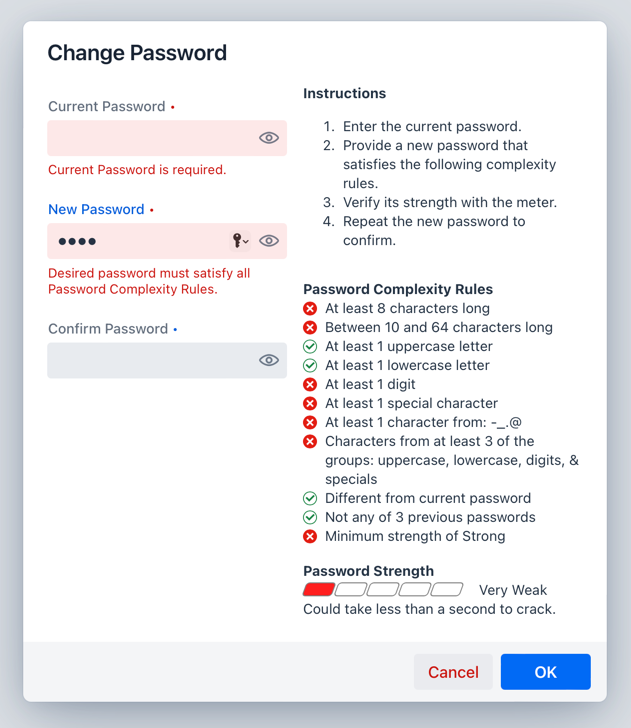 Change Password
Current Password •
Current Password is required.
New Password •
••••
Desired password must satisfy all
Password Complexity Rules.
Confirm Password •
Instructions
1. Enter the current password.
2. Provide a new password that
satisfies the following complexity
rules.
3. Verify its strength with the meter.
4. Repeat the new password to
confirm.
Password Complexity Rules
At least 8 characters long
Between 10 and 64 characters long
At least 1 uppercase letter
At least 1 lowercase letter
At least 1 digit
At least 1 special character
At least 1 character from: -_.@
Characters from at least 3 of the
groups: uppercase, lowercase, digits, &
specials
Different from current password
Not any of 3 previous passwords
Minimum strength of Strong
Password Strength
Very Weak
Could take less than a second to crack.
Cancel
OK